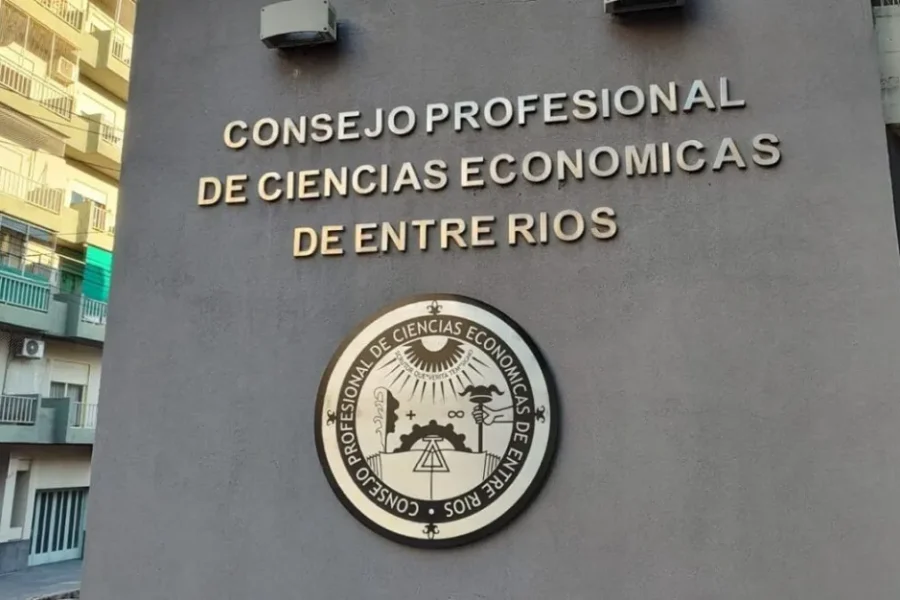 CONSEJO PROFESIONAL
DE CIENCIAS ECONOMICAS
DE ENTRE RIOS
CONSEJO PROFESIONAL DE CIENCIAS ECONOMICAS DE ENTRE RIOS •
+ ∞